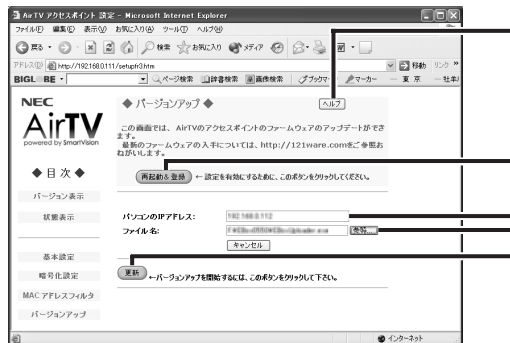 AirTV アクセスポイント 設定 - Microsoft Internet Explorer
ファイル(F) 編集(E) 表示(V) お気に入り(A) ツール(T) ヘルプ(H)
戻る 検索 お気に入り メディア
アドレス(D) http://192.168.0.111/setupfr3.htm 移動 リンク »
BIGLOBE ページ検索 辞書検索 画像検索 ブックマーク マーカー 東 京
NEC
AirTV
powered by SmartVision
◆ 目 次 ◆
バージョン表示
状態表示
基本設定
暗号化設定
MAC アドレスフィルタ
バージョンアップ
◆ バージョンアップ ◆ ヘルプ
この画面では、AirTVのアクセスポイントのファームウェアのアップデートができ
ます。
最新のファームウェアの入手については、http://121ware.comをご参照お
ねがいします。
再起動&登録 ←設定を有効にするために、このボタンをクリックしてください。
パソコンのIPアドレス: 192.168.0.112
ファイル名: 参照...
キャンセル
更新 ←バージョンアップを開始するには、このボタンをクリックして下さい。
インターネット